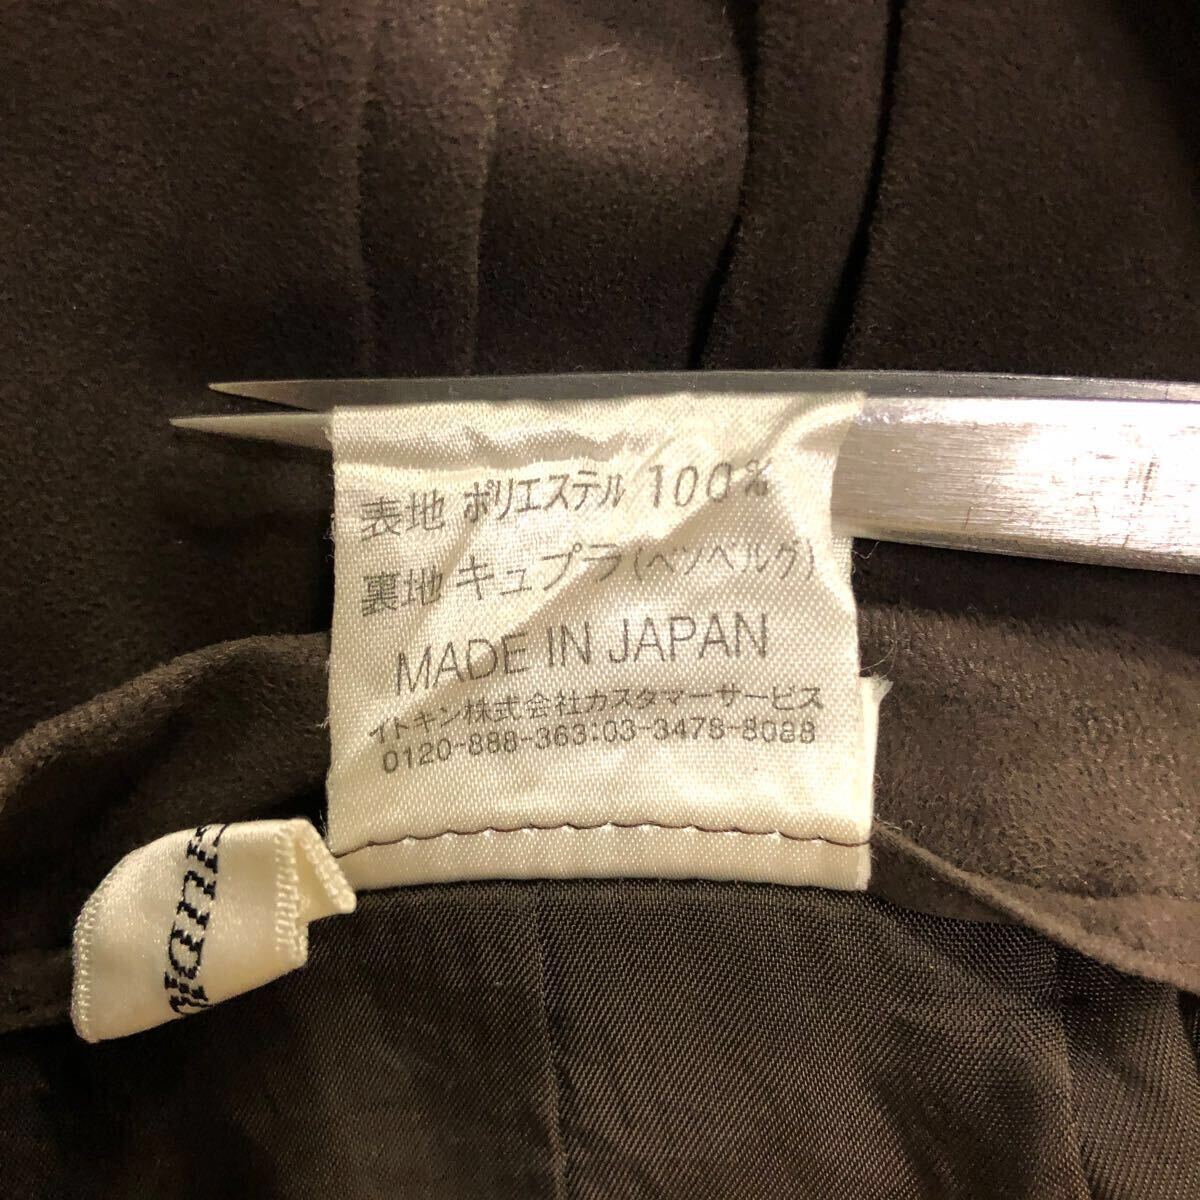 表地 ポリエステル 100%
裏地 キュプラ(ベンベルグ)
MADE IN JAPAN
イトキン株式会社カスタマーサービス
0120-888-363:03-3478-8088